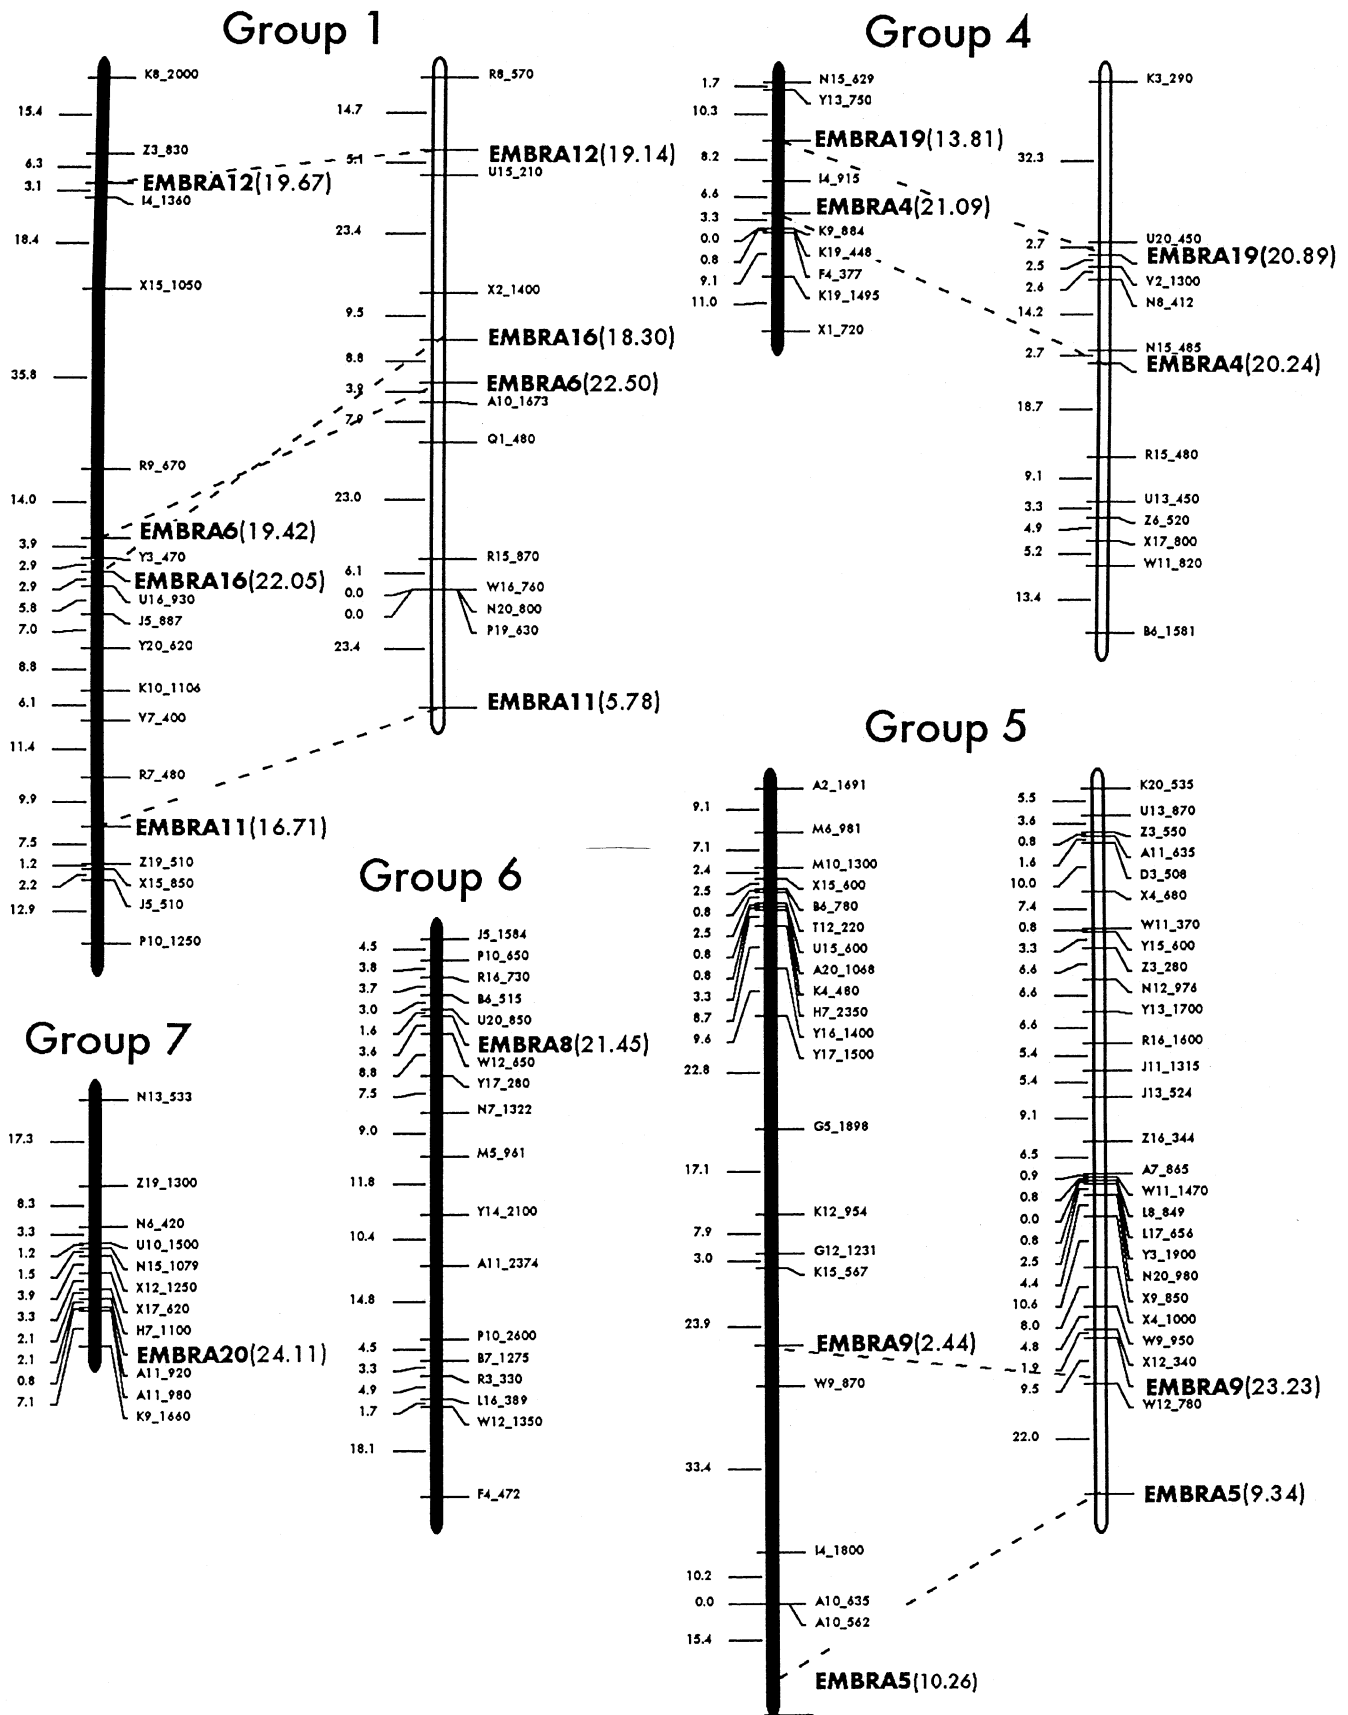 Group 1
K8_2000
15.4
Z3_830
6.3
EMBRA12(19.67)
3.1
I4_1360
18.4
X15_1050
35.8
R9_670
14.0
EMBRA6(19.42)
3.9
Y3_470
2.9
EMBRA16(22.05)
2.9
U16_930
5.8
J5_887
7.0
Y20_620
8.8
K10_1106
6.1
V7_400
11.4
R7_480
9.9
EMBRA11(16.71)
7.5
Z19_510
1.2
X15_850
2.2
J5_510
12.9
P10_1250
R8_570
14.7
EMBRA12(19.14)
5.1
U15_210
23.4
X2_1400
9.5
EMBRA16(18.30)
8.8
EMBRA6(22.50)
3.9
A10_1673
7.9
Q1_480
23.0
R15_870
6.1
W16_760
0.0
N20_800
0.0
P19_630
23.4
EMBRA11(5.78)
Group 4
N15_629
1.7
Y13_750
10.3
EMBRA19(13.81)
8.2
I4_915
6.6
EMBRA4(21.09)
3.3
K9_884
0.0
K19_448
0.8
F4_377
9.1
K19_1495
11.0
X1_720
K3_290
32.3
U20_450
2.7
EMBRA19(20.89)
2.5
V2_1300
2.6
N8_412
14.2
N15_485
2.7
EMBRA4(20.24)
18.7
R15_480
9.1
U13_450
3.3
Z6_520
4.9
X17_800
5.2
W11_820
13.4
B6_1581
Group 5
A2_1691
9.1
M6_981
7.1
M10_1300
2.4
X15_600
2.5
B6_780
0.8
T12_220
2.5
U15_600
0.8
A20_1068
0.8
K4_480
3.3
H7_2350
8.7
Y16_1400
9.6
Y17_1500
22.8
G5_1898
17.1
K12_954
7.9
G12_1231
3.0
K15_567
23.9
EMBRA9(2.44)
W9_870
33.4
I4_1800
10.2
A10_635
0.0
A10_562
15.4
EMBRA5(10.26)
K20_535
5.5
U13_870
3.6
Z3_550
0.8
A11_635
1.6
D3_508
10.0
X4_680
7.4
W11_370
0.8
Y15_600
3.3
Z3_280
6.6
N12_976
6.6
Y13_1700
6.6
R16_1600
5.4
J11_1315
5.4
J13_524
9.1
Z16_344
6.5
A7_865
0.9
W11_1470
0.8
L8_849
0.0
L17_656
0.8
Y3_1900
2.5
N20_980
4.4
X9_850
10.6
X4_1000
8.0
W9_950
4.8
X12_340
1.9
EMBRA9(23.23)
9.5
W12_780
22.0
EMBRA5(9.34)
Group 6
J5_1584
4.5
P10_650
3.8
R16_730
3.7
B6_515
3.0
U20_850
1.6
EMBRA8(21.45)
3.6
W12_650
8.8
Y17_280
7.5
N7_1322
9.0
M5_961
11.8
Y14_2100
10.4
A11_2374
14.8
P10_2600
4.5
B7_1275
3.3
R3_330
4.9
L16_389
1.7
W12_1350
18.1
F4_472
Group 7
N13_533
17.3
Z19_1300
8.3
N6_420
3.3
U10_1500
1.2
N15_1079
1.5
X12_1250
3.9
X17_620
3.3
H7_1100
2.1
EMBRA20(24.11)
2.1
A11_920
0.8
A11_980
7.1
K9_1660